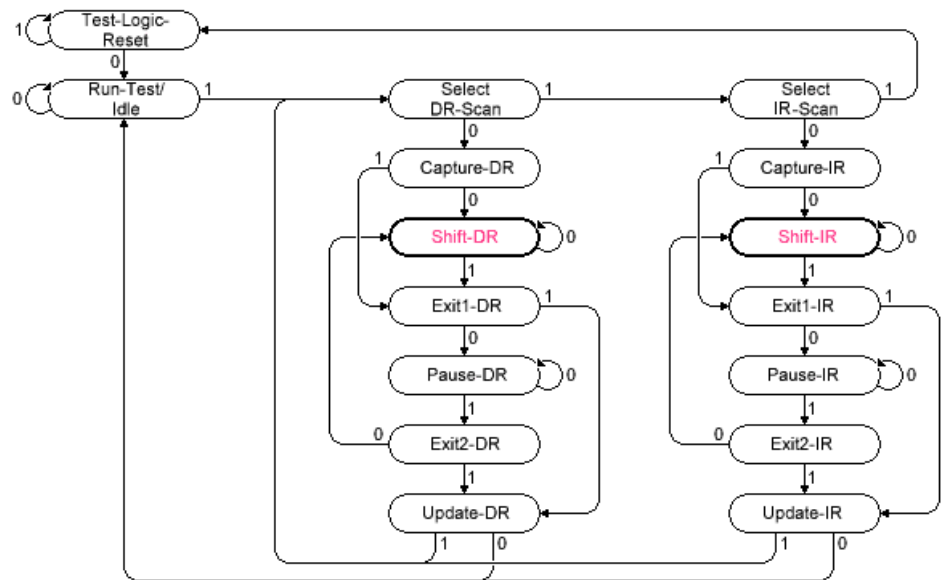 Test-Logic-
Reset
1
0
Run-Test/
Idle
0
1
Select
DR-Scan
1
0
Select
IR-Scan
1
0
1
Capture-DR
0
1
Capture-IR
0
Shift-DR
0
1
Shift-IR
0
1
Exit1-DR
1
0
Exit1-IR
1
0
Pause-DR
0
1
Pause-IR
0
1
0
Exit2-DR
1
0
Exit2-IR
1
Update-DR
1
0
Update-IR
1
0